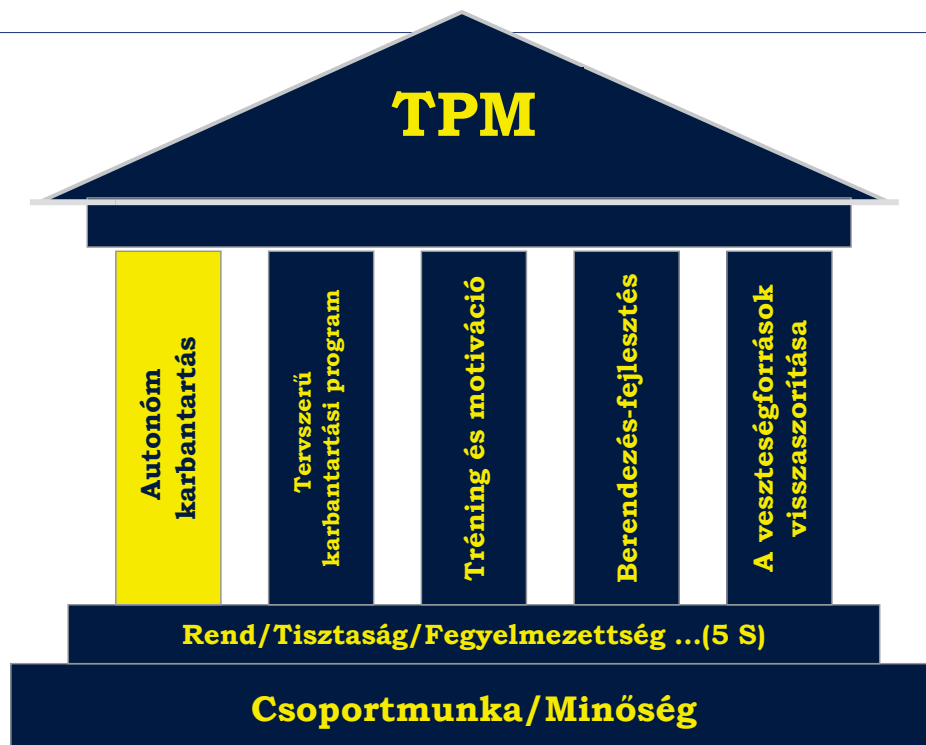 TPM
Autonóm
karbantartás
Tervszerű
karbantartási program
Tréning és motiváció
Berendezés-fejlesztés
A veszteségforrások
visszaszorítása
Rend/Tisztaság/Fegyelmezettség ...(5 S)
Csoportmunka/Minőség